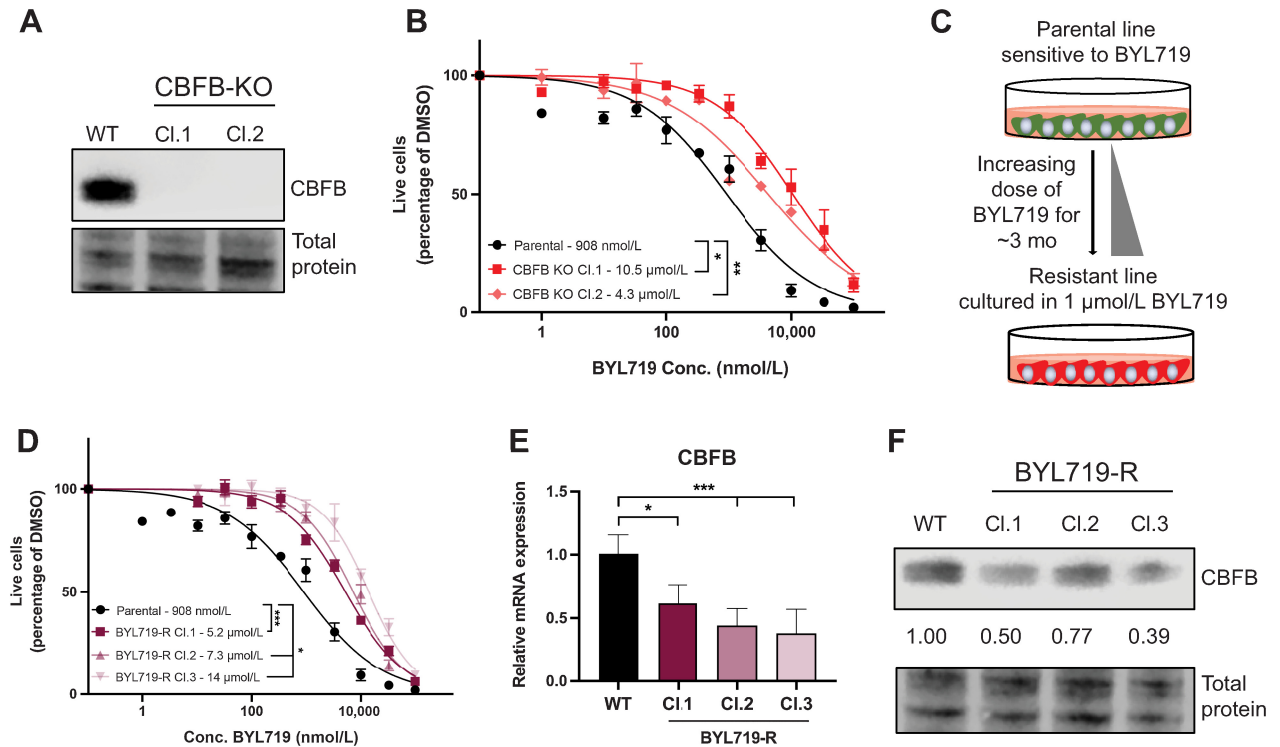 A
CBFB-KO
WT Cl.1 Cl.2
CBFB
Total
protein
B
Live cells
(percentage of DMSO)
100
50
0
Parental - 908 nmol/L
CBFB KO Cl.1 - 10.5 µmol/L
CBFB KO Cl.2 - 4.3 µmol/L
*
**
1 100 10,000
BYL719 Conc. (nmol/L)
C
Parental line
sensitive to BYL719
Increasing
dose of
BYL719 for
~3 mo
Resistant line
cultured in 1 µmol/L BYL719
D
Live cells
(percentage of DMSO)
100
50
0
Parental - 908 nmol/L
BYL719-R Cl.1 - 5.2 µmol/L
BYL719-R Cl.2 - 7.3 µmol/L
BYL719-R Cl.3 - 14 µmol/L
***
*
1 100 10,000
Conc. BYL719 (nmol/L)
E
CBFB
Relative mRNA expression
1.5
1.0
0.5
0.0
***
*
WT Cl.1 Cl.2 Cl.3
BYL719-R
F
BYL719-R
WT Cl.1 Cl.2 Cl.3
CBFB
1.00 0.50 0.77 0.39
Total
protein